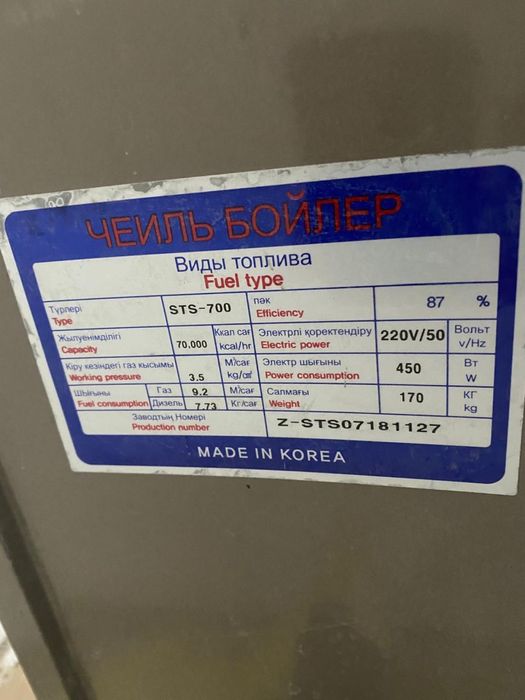 ЧЕИЛЬ БОЙЛЕР
Виды топлива
Fuel type
Түрлері
Type
STS-700
пәк
Efficiency
87 %
Жылуөнімділігі
Capacity
70.000
Ккал сағ
kcal/hr
Электрлі қоректендіру
Electric power
220V/50
Вольт
v/Hz
Кіру кезіндегі газ қысымы
Working pressure
3.5
М/сағ
kg/㎠
Электр шығыны
Power consumption
450
Вт
W
Шығыны
Fuel consumption
Газ
9.2
М/сағ
Дизель
7.73
Кг/сағ
Салмағы
Weight
170
КГ
kg
Заводтың Номері
Production number
Z-STS07181127
MADE IN KOREA